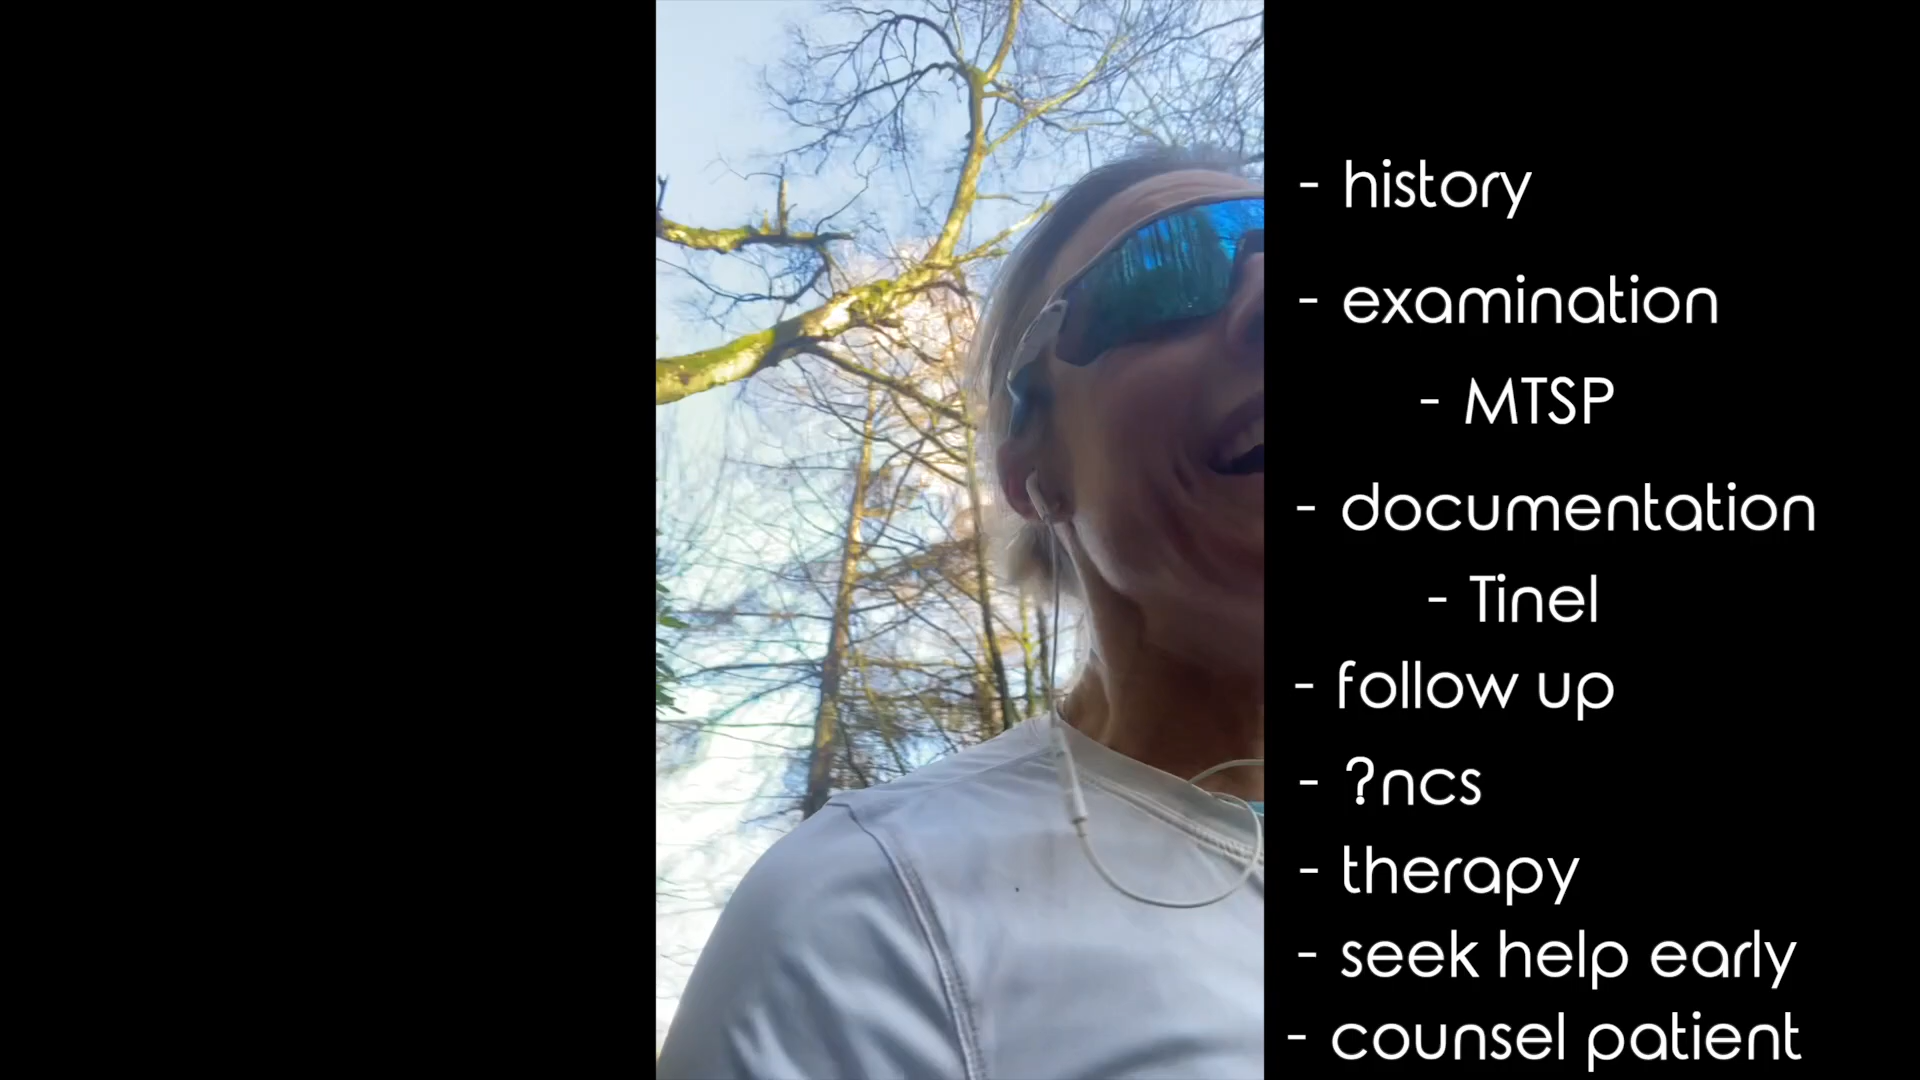 - history
- examination
- MTSP
- documentation
- Tinel
- follow up
- ?ncs
- therapy
- seek help early
- counsel patient